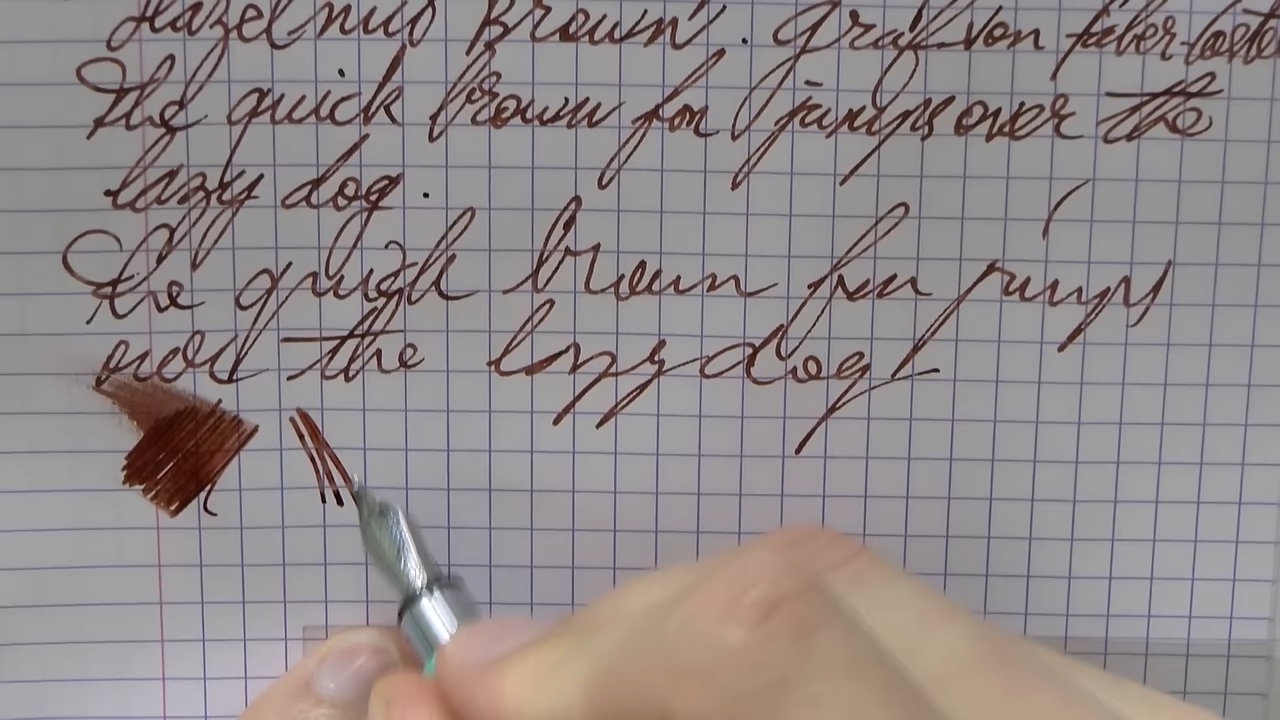 Hazelnut Brown. Graf von Faber-Caste
The quick brown fox jumps over the
lazy dog.
The quick brown fox jumps
over the lazy dog!